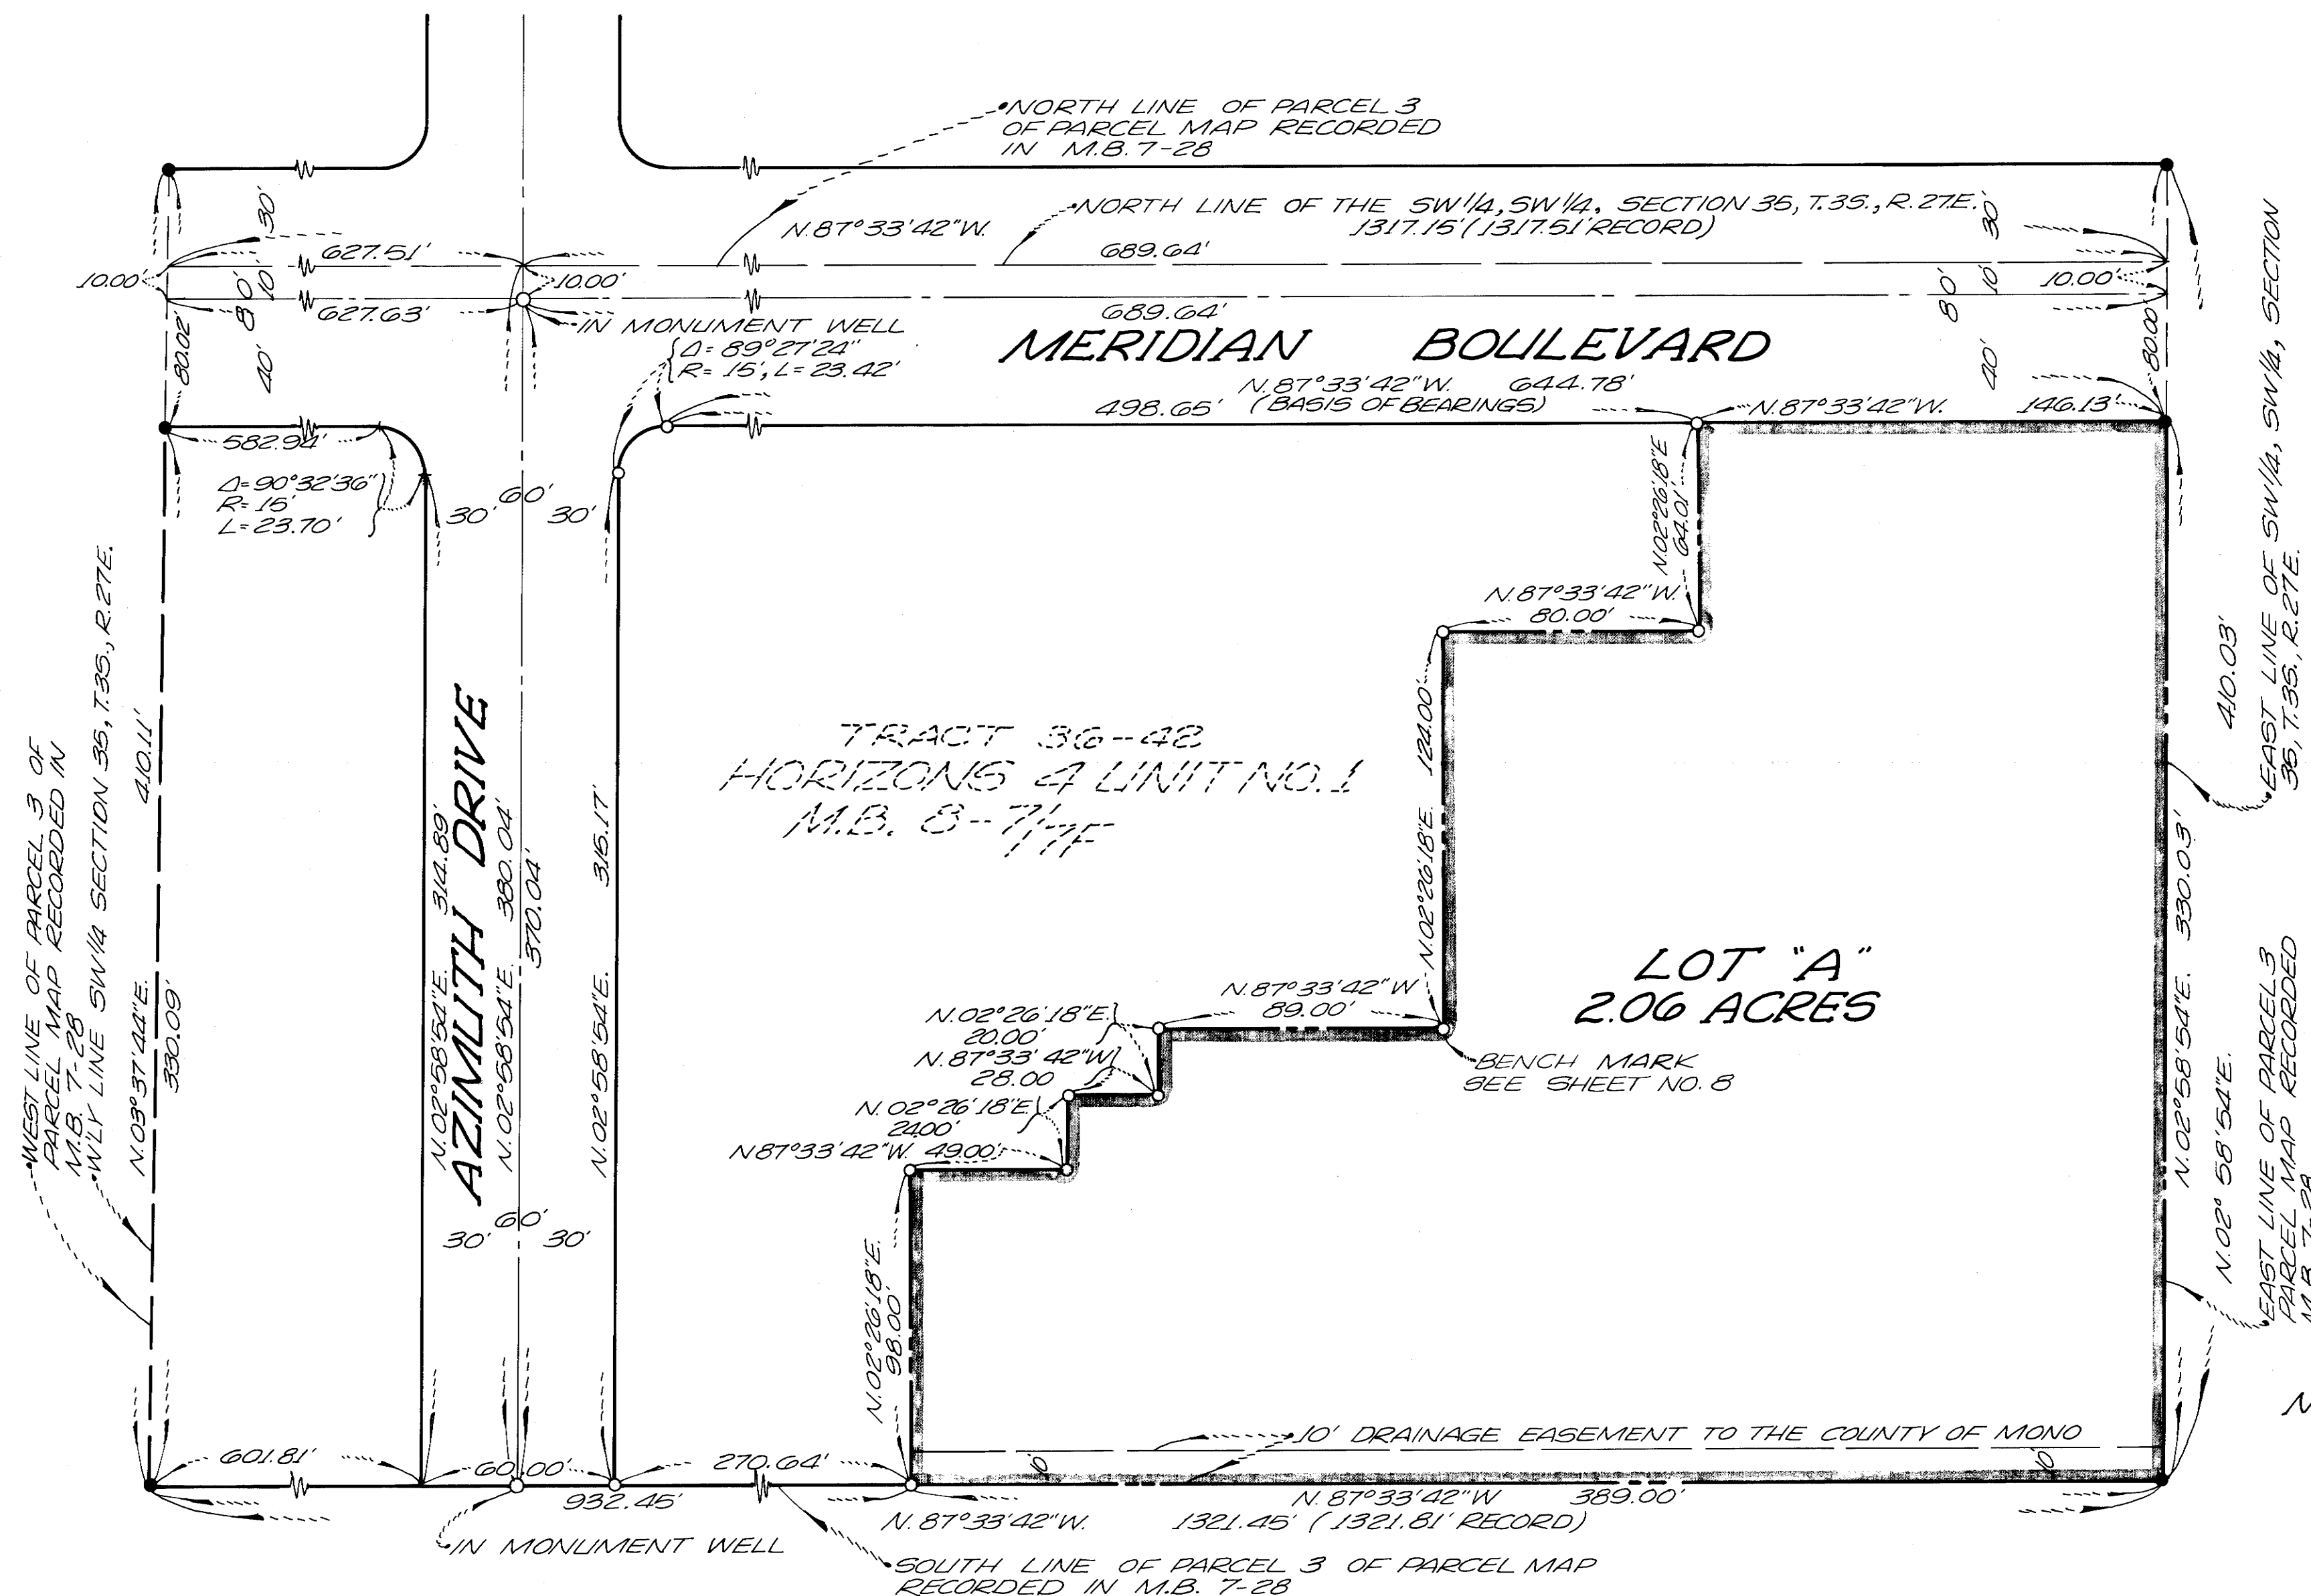 NORTH LINE OF PARCEL 3
OF PARCEL MAP RECORDED
IN M.B. 7-28
NORTH LINE OF THE SW1/4, SW1/4, SECTION 35, T.3S., R.27E.
1317.15' (1317.51' RECORD)
N.87°33'42"W.
30'
627.51'
689.64'
30'
10.00'
10'
10.00'
10'
10.00'
80'
80'
627.63'
689.64'
IN MONUMENT WELL
MERIDIAN BOULEVARD
80.02'
40'
Δ= 89°27'24"
R= 15', L= 23.42'
40'
80.00'
N.87°33'42"W. 644.78'
498.65' (BASIS OF BEARINGS)
N.87°33'42"W. 146.13'
582.94'
Δ=90°32'36"
R= 15'
L= 23.70'
60'
30' 30'
N.02°26'18"E
64.01'
N.87°33'42"W.
80.00'
EAST LINE OF SW1/4, SW1/4, SECTION
35, T.3S., R.27E.
410.03'
WEST LINE OF PARCEL 3 OF
PARCEL MAP RECORDED IN
M.B. 7-28
W'LY LINE SW1/4 SECTION 35, T.3S., R.27E.
N.03°37'44"E. 410.11'
330.09'
N.02°58'54"E. 314.89'
AZIMUTH DRIVE
N.02°58'54"E. 380.04'
370.04'
N.02°58'54"E. 315.17'
TRACT 36-42
HORIZONS 4 UNIT NO.1
M.B. 8-7/7F
N.02°26'18"E. 124.00'
LOT "A"
2.06 ACRES
N.87°33'42"W
89.00'
N.02°26'18"E.
20.00'
N.87°33'42"W
28.00
N.02°26'18"E.
24.00'
N87°33'42"W. 49.00'
BENCH MARK
SEE SHEET NO. 8
N.02°58'54"E. 330.03'
N.02°58'54"E.
EAST LINE OF PARCEL 3
PARCEL MAP RECORDED
M.B. 7-28
60'
30' 30'
N.02°26'18"E.
98.00'
10' DRAINAGE EASEMENT TO THE COUNTY OF MONO
10'
10'
N
601.81'
60.00'
270.64'
932.45'
N.87°33'42"W 389.00'
N.87°33'42"W. 1321.45' (1321.81' RECORD)
IN MONUMENT WELL
SOUTH LINE OF PARCEL 3 OF PARCEL MAP
RECORDED IN M.B. 7-28